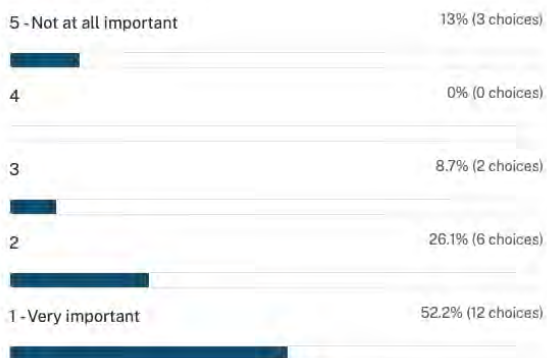 5 - Not at all important 13% (3 choices)
4 0% (0 choices)
3 8.7% (2 choices)
2 26.1% (6 choices)
1 - Very important 52.2% (12 choices)